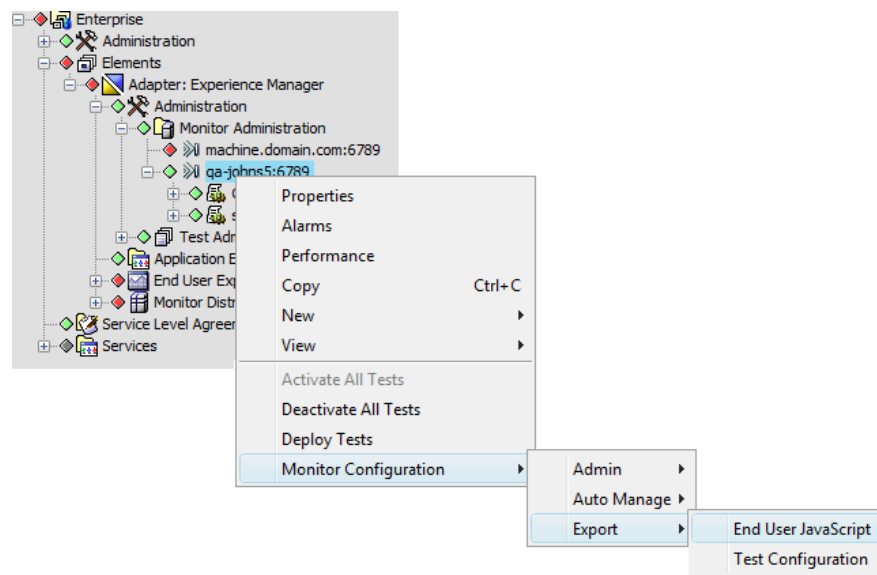 Enterprise
Administration
Elements
Adapter: Experience Manager
Administration
Monitor Administration
machine.domain.com:6789
qa-johns5:6789
Test Adr
Application E
End User Exp
Monitor Distr
Service Level Agreer
Services
Properties
Alarms
Performance
Copy Ctrl+C
New
View
Activate All Tests
Deactivate All Tests
Deploy Tests
Monitor Configuration
Admin
Auto Manage
Export
End User JavaScript
Test Configuration